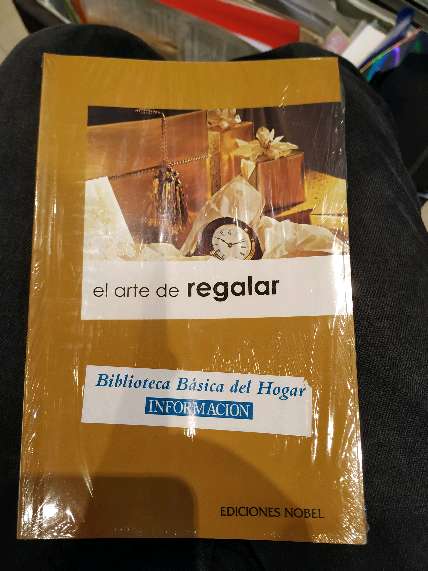 el arte de regalar
Biblioteca Básica del Hogar
INFORMACION
EDICIONES NOBEL